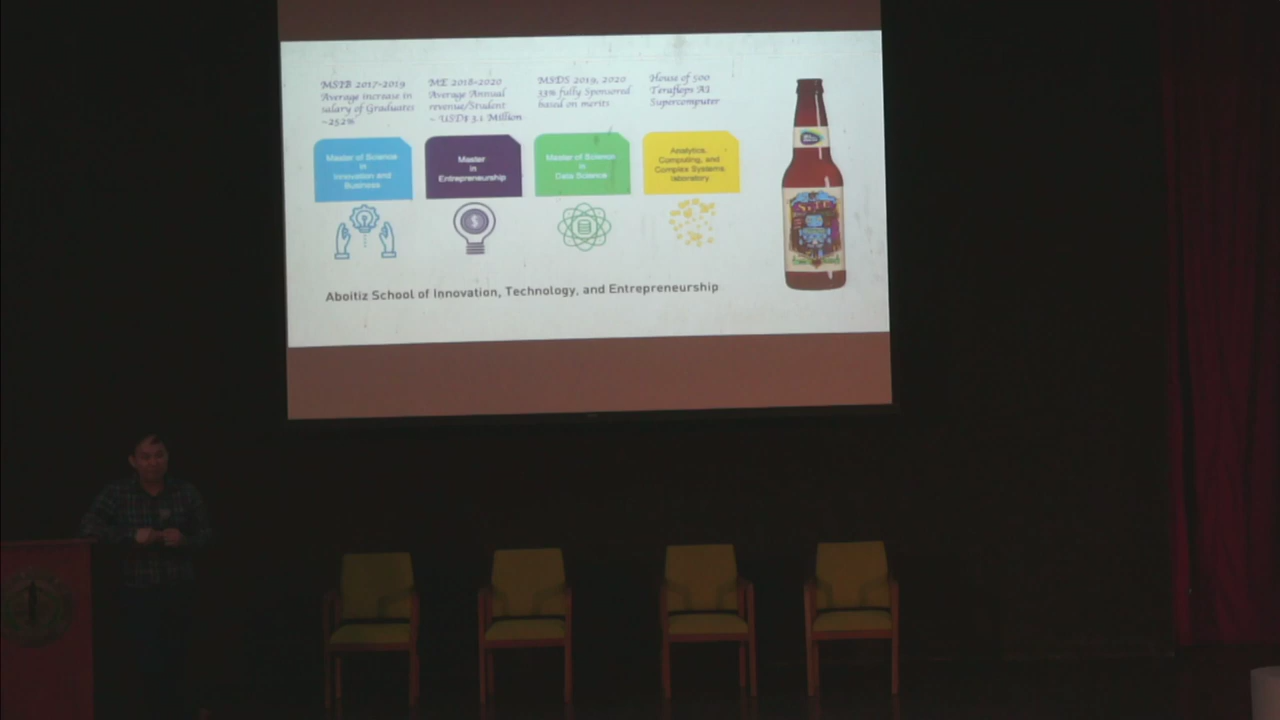 MSIB 2017-2019
Average increase in
salary of Graduates
~252%
ME 2018-2020
Average Annual
revenue/Student
~ USD$ 3.1 Million
MSDS 2019, 2020
33% fully Sponsored
based on merits
House of 500
Teraflops AI
Supercomputer
Master of Science
in
Innovation and
Business
Master
in
Entrepreneurship
Master of Science
in
Data Science
Analytics,
Computing, and
Complex Systems
laboratory
$
Aboitiz School of Innovation, Technology, and Entrepreneurship